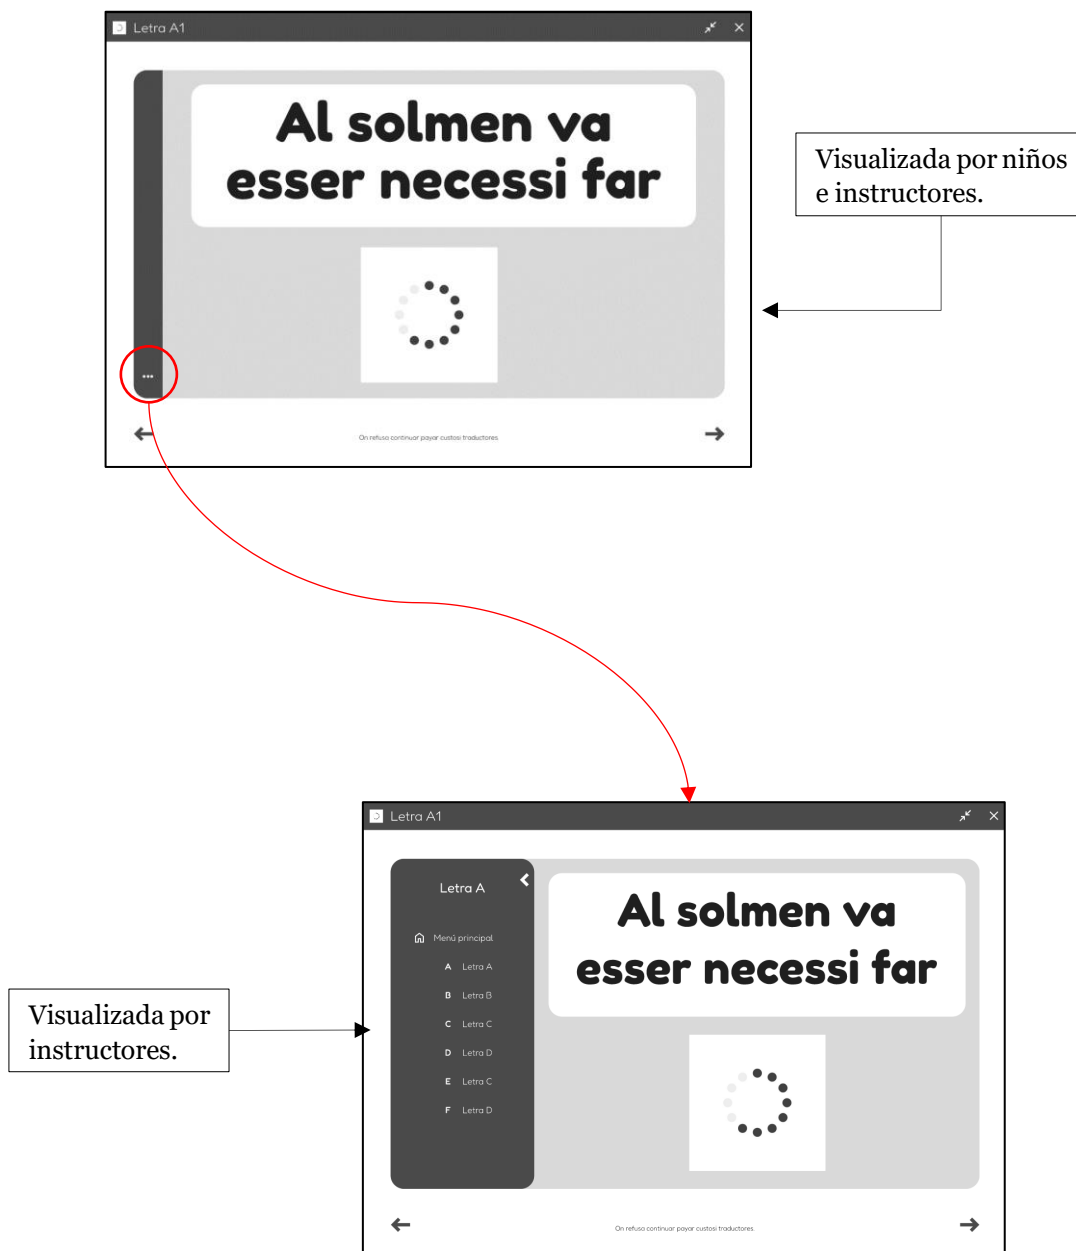 Letra A1
Al solmen va
esser necessi far
On refusa continuar payar custosi traductores.
Visualizada por niños
e instructores.
Letra A1
Letra A
Menú principal
A Letra A
B Letra B
C Letra C
D Letra D
E Letra C
F Letra D
Al solmen va
esser necessi far
On refusa continuar payar custosi traductores.
Visualizada por
instructores.